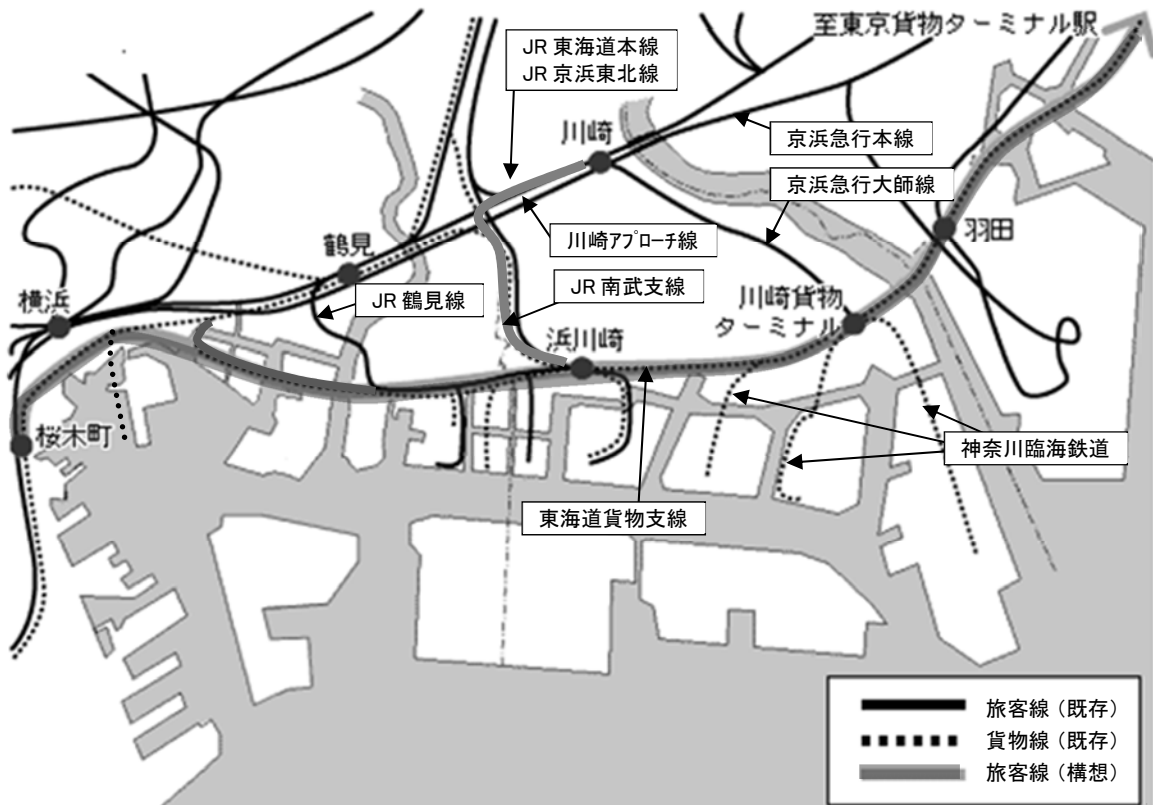 至東京貨物ターミナル駅
JR 東海道本線
JR 京浜東北線
川崎
京浜急行本線
京浜急行大師線
羽田
川崎アプローチ線
鶴見
JR 鶴見線
JR 南武支線
川崎貨物
ターミナル
横浜
浜川崎
桜木町
神奈川臨海鉄道
東海道貨物支線
旅客線（既存）
貨物線（既存）
旅客線（構想）